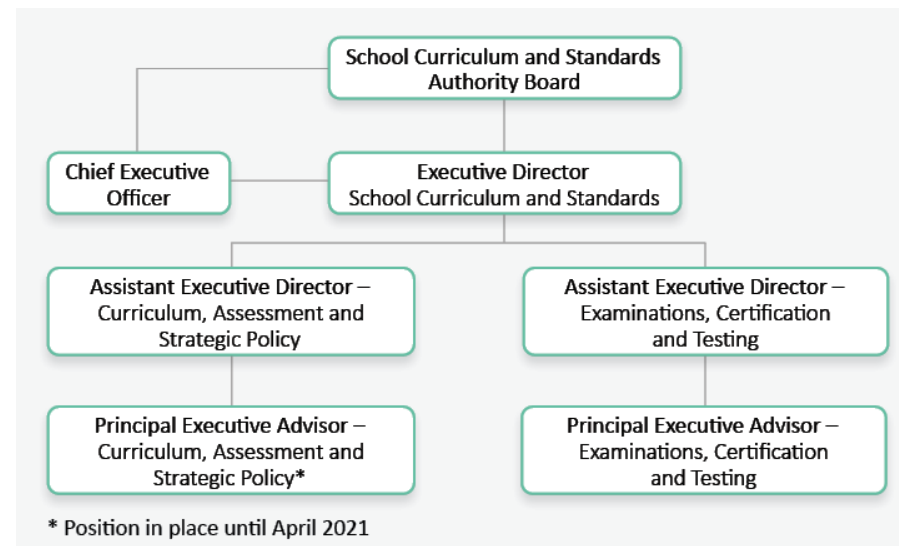 School Curriculum and Standards
Authority Board
Chief Executive
Officer
Executive Director
School Curriculum and Standards
Assistant Executive Director –
Curriculum, Assessment and
Strategic Policy
Assistant Executive Director –
Examinations, Certification
and Testing
Principal Executive Advisor –
Curriculum, Assessment and
Strategic Policy*
Principal Executive Advisor –
Examinations, Certification
and Testing
* Position in place until April 2021